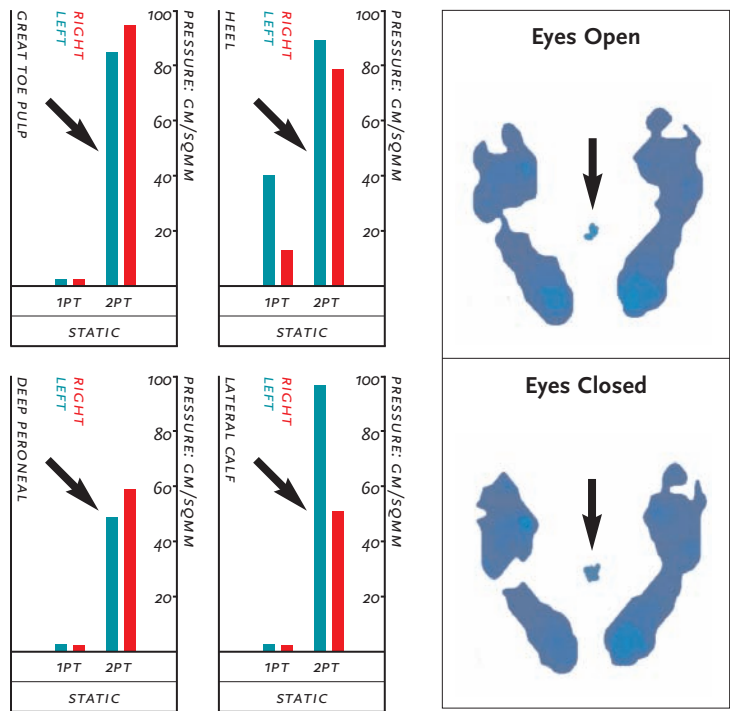 GREAT TOE PULP
LEFT
RIGHT
PRESSURE: GM/SQMM
100
80
60
40
20
1PT 2PT
STATIC
HEEL
LEFT
RIGHT
PRESSURE: GM/SQMM
100
80
60
40
20
1PT 2PT
STATIC
Eyes Open
DEEP PERONEAL
LEFT
RIGHT
PRESSURE: GM/SQMM
100
80
60
40
20
1PT 2PT
STATIC
LATERAL CALF
LEFT
RIGHT
PRESSURE: GM/SQMM
100
80
60
40
20
1PT 2PT
STATIC
Eyes Closed